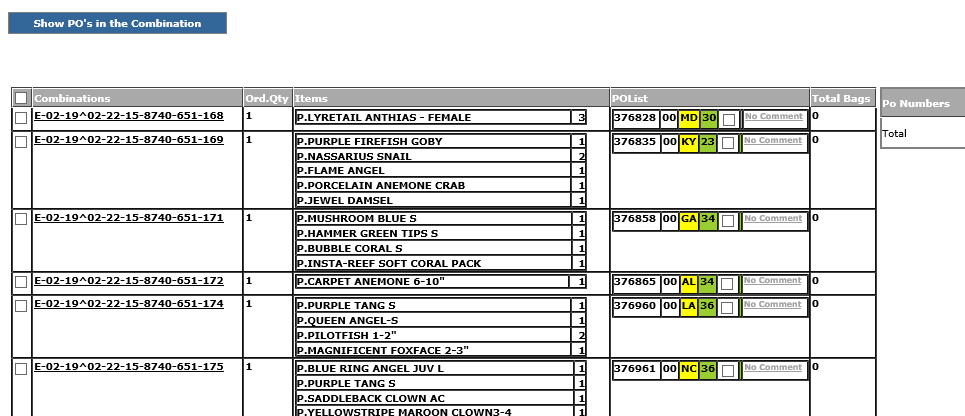 Show PO's in the Combination
Combinations Ord.Qty Items POList Total Bags Po Numbers
E-02-19^02-22-15-8740-651-168 1 P.LYRETAIL ANTHIAS - FEMALE 3 376828 00 MD 30 No Comment 0
Total
E-02-19^02-22-15-8740-651-169 1 P.PURPLE FIREFISH GOBY 1 376835 00 KY 23 No Comment 0
P.NASSARIUS SNAIL 2
P.FLAME ANGEL 1
P.PORCELAIN ANEMONE CRAB 1
P.JEWEL DAMSEL 1
E-02-19^02-22-15-8740-651-171 1 P.MUSHROOM BLUE S 1 376858 00 GA 34 No Comment 0
P.HAMMER GREEN TIPS S 1
P.BUBBLE CORAL S 1
P.INSTA-REEF SOFT CORAL PACK 1
E-02-19^02-22-15-8740-651-172 1 P.CARPET ANEMONE 6-10" 1 376865 00 AL 34 No Comment 0
E-02-19^02-22-15-8740-651-174 1 P.PURPLE TANG S 1 376960 00 LA 36 No Comment 0
P.QUEEN ANGEL-S 1
P.PILOTFISH 1-2" 2
P.MAGNIFICENT FOXFACE 2-3" 1
E-02-19^02-22-15-8740-651-175 1 P.BLUE RING ANGEL JUV L 1 376961 00 NC 36 No Comment 0
P.PURPLE TANG S 1
P.SADDLEBACK CLOWN AC 1
P.YELLOWSTRIPE MAROON CLOWN3-4 1